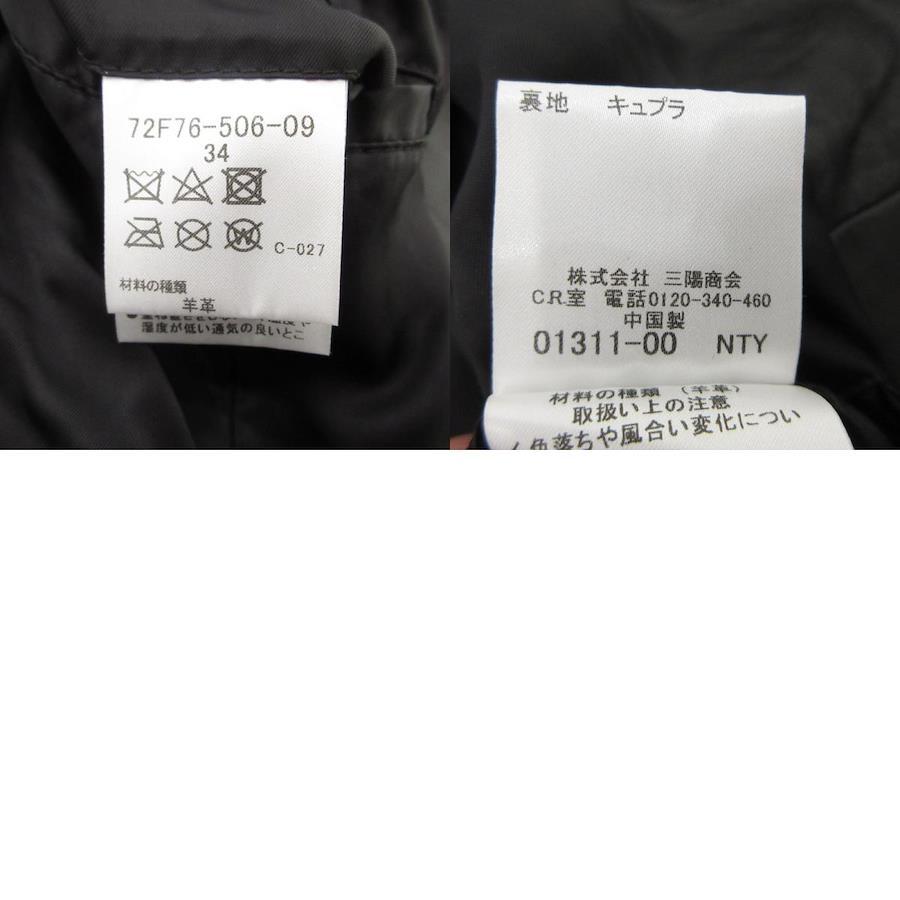 72F76-506-09
34
C-027
材料の種類
羊革
湿度が低い通気の良いとこ
裏地 キュプラ
株式会社 三陽商会
C.R.室 電話0120-340-460
中国製
01311-00 NTY
材料の種類 (羊革)
取扱い上の注意
色落ちや風合い変化につい